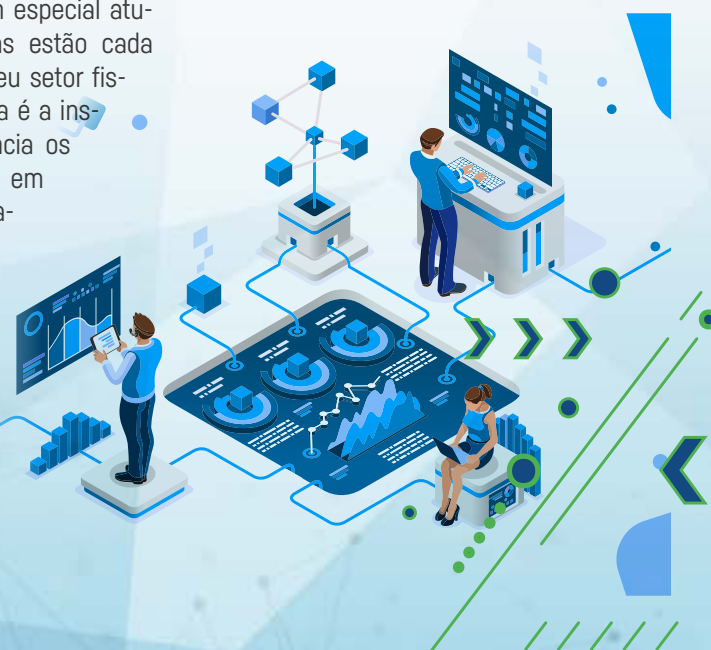 especial atu-
as estão cada
eu setor fis-
a é a ins-
cia os
em
a-